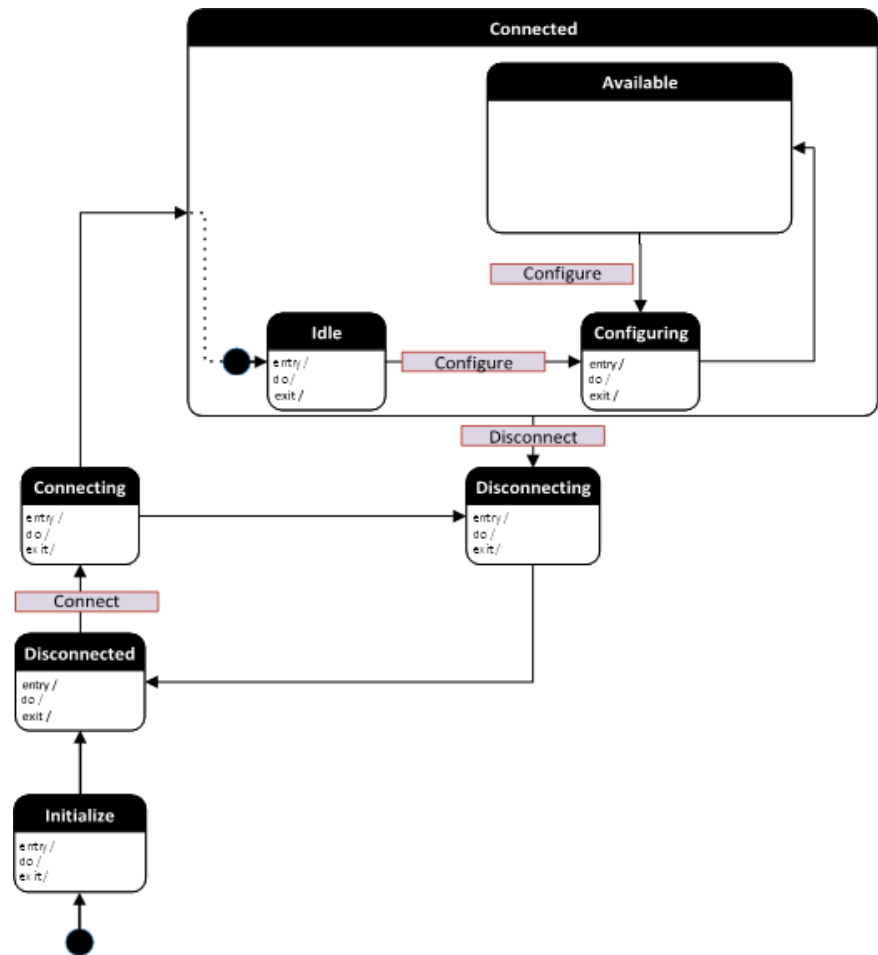 Connected
Available
Configure
Idle
entry /
do /
exit /
Configure
Configuring
entry /
do /
exit /
Disconnect
Connecting
entry /
do /
exit /
Disconnecting
entry /
do /
exit /
Connect
Disconnected
entry /
do /
exit /
Initialize
entry /
do /
exit /